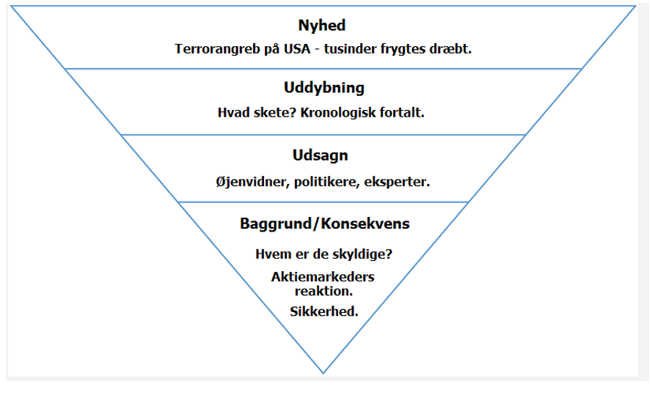 Nyhed
Terrorangreb på USA - tusinder frygtes dræbt.
Uddybning
Hvad skete? Kronologisk fortalt.
Udsagn
Øjenvidner, politikere, eksperter.
Baggrund/Konsekvens
Hvem er de skyldige?
Aktiemarkeders
reaktion.
Sikkerhed.